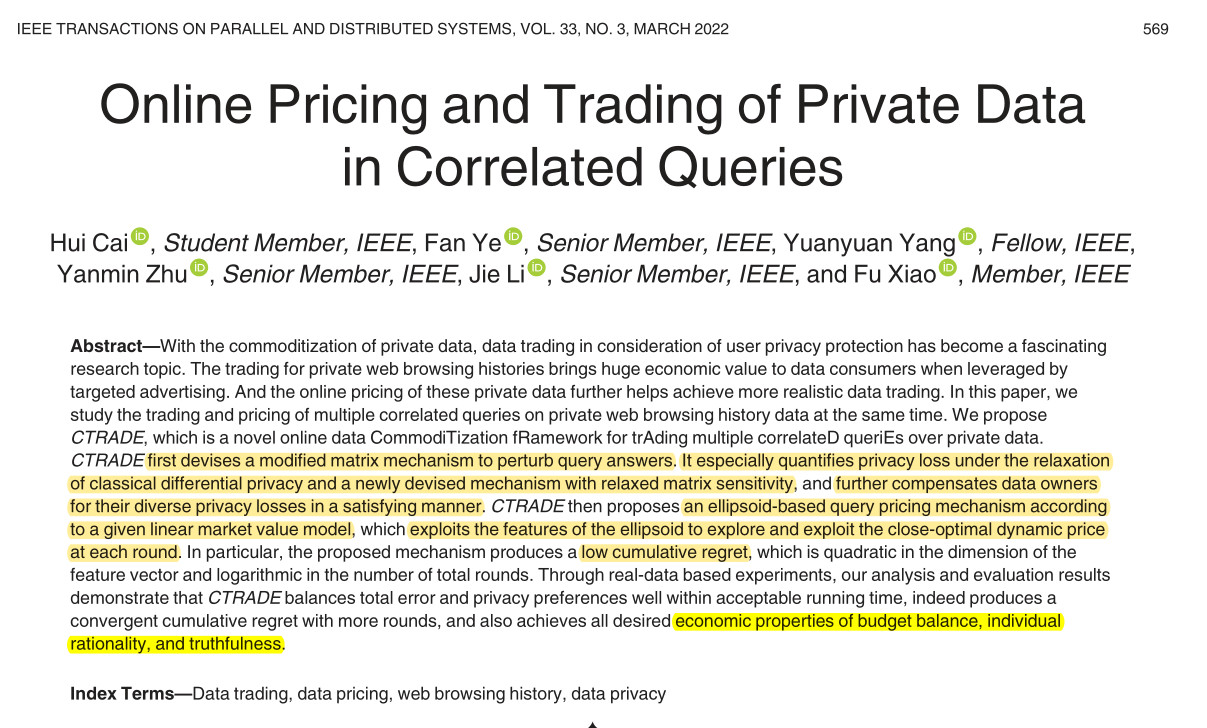 IEEE TRANSACTIONS ON PARALLEL AND DISTRIBUTED SYSTEMS, VOL. 33, NO. 3, MARCH 2022 569
Online Pricing and Trading of Private Data
in Correlated Queries
Hui Cai iD, Student Member, IEEE, Fan Ye iD, Senior Member, IEEE, Yuanyuan Yang iD, Fellow, IEEE,
Yanmin Zhu iD, Senior Member, IEEE, Jie Li iD, Senior Member, IEEE, and Fu Xiao iD, Member, IEEE
Abstract—With the commoditization of private data, data trading in consideration of user privacy protection has become a fascinating
research topic. The trading for private web browsing histories brings huge economic value to data consumers when leveraged by
targeted advertising. And the online pricing of these private data further helps achieve more realistic data trading. In this paper, we
study the trading and pricing of multiple correlated queries on private web browsing history data at the same time. We propose
CTRADE, which is a novel online data CommodiTization fRamework for trAding multiple correlateD queriEs over private data.
CTRADE first devises a modified matrix mechanism to perturb query answers. It especially quantifies privacy loss under the relaxation
of classical differential privacy and a newly devised mechanism with relaxed matrix sensitivity, and further compensates data owners
for their diverse privacy losses in a satisfying manner. CTRADE then proposes an ellipsoid-based query pricing mechanism according
to a given linear market value model, which exploits the features of the ellipsoid to explore and exploit the close-optimal dynamic price
at each round. In particular, the proposed mechanism produces a low cumulative regret, which is quadratic in the dimension of the
feature vector and logarithmic in the number of total rounds. Through real-data based experiments, our analysis and evaluation results
demonstrate that CTRADE balances total error and privacy preferences well within acceptable running time, indeed produces a
convergent cumulative regret with more rounds, and also achieves all desired economic properties of budget balance, individual
rationality, and truthfulness.
Index Terms—Data trading, data pricing, web browsing history, data privacy